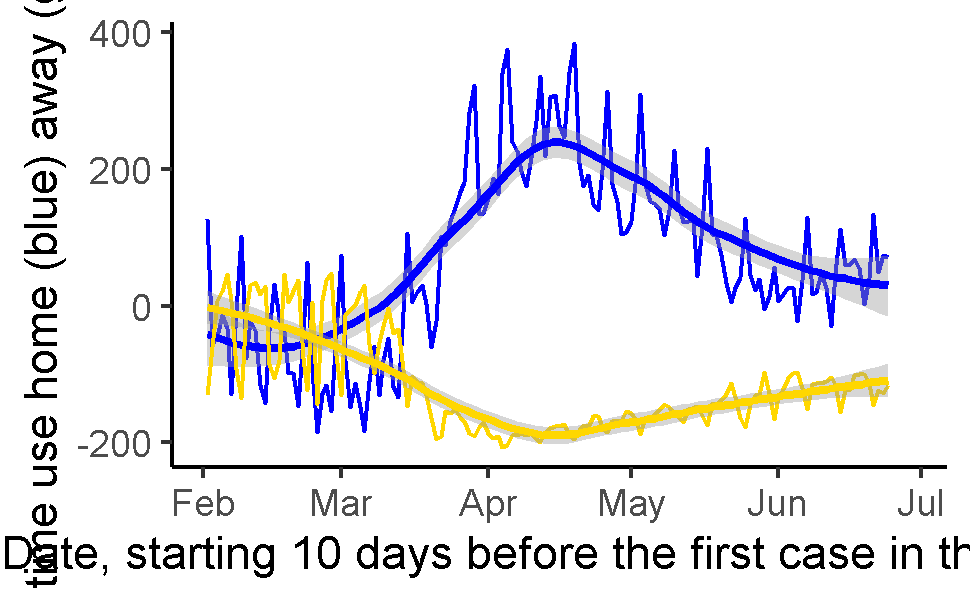 time use home (blue) away (
400
200
0
-200
Feb Mar Apr May Jun Jul
Date, starting 10 days before the first case in th